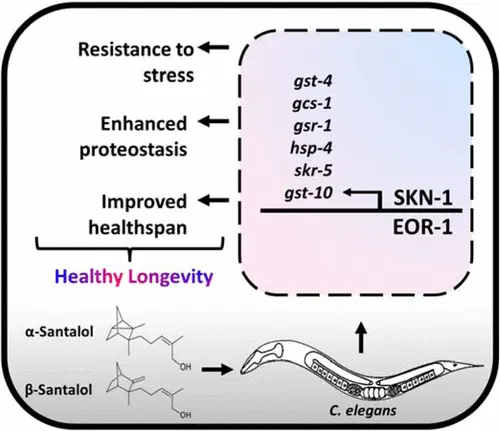 Resistance to
stress
Enhanced
proteostasis
Improved
healthspan
Healthy Longevity
gst-4
gcs-1
gsr-1
hsp-4
skr-5
gst-10
SKN-1
EOR-1
α-Santalol
OH
β-Santalol
OH
C. elegans